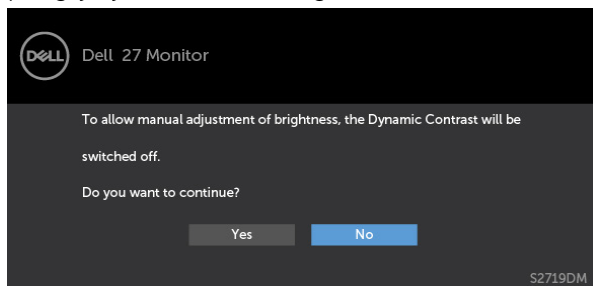 DELL
Dell 27 Monitor
To allow manual adjustment of brightness, the Dynamic Contrast will be
switched off.
Do you want to continue?
Yes No
S2719DM